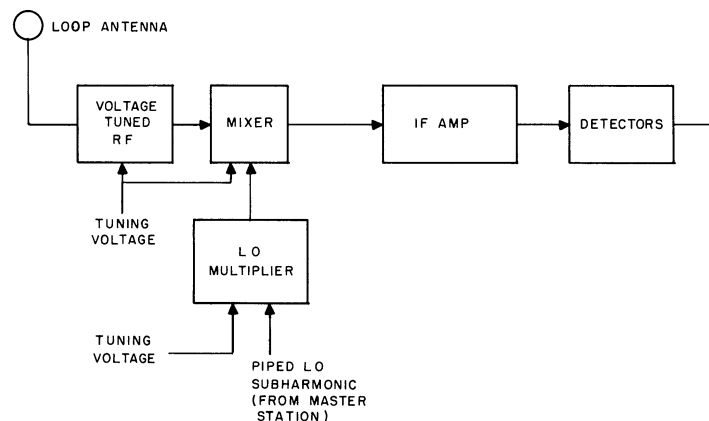 LOOP ANTENNA
VOLTAGE
TUNED
RF
MIXER
IF AMP
DETECTORS
TUNING
VOLTAGE
LO
MULTIPLIER
TUNING
VOLTAGE
PIPED LO
SUBHARMONIC
(FROM MASTER
STATION)